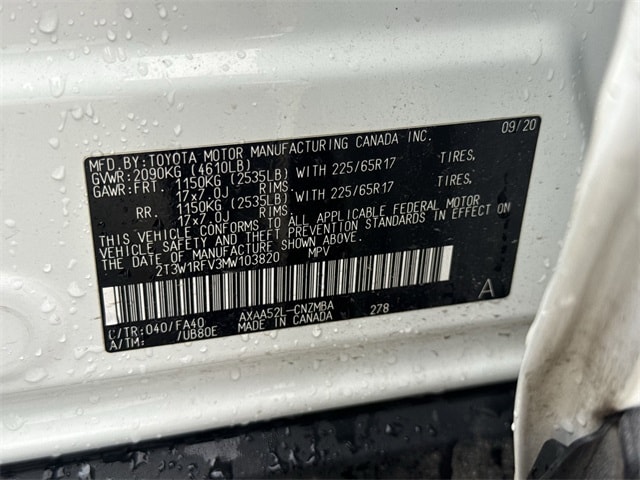 MFD.BY:TOYOTA MOTOR MANUFACTURING CANADA INC. 09/20
GVWR:2090KG (4610LB)
GAWR:FRT. 1150KG (2535LB) WITH 225/65R17 TIRES,
17x7.0J RIMS.
RR. 1150KG (2535LB) WITH 225/65R17 TIRES,
17x7.0J RIMS.
THIS VEHICLE CONFORMS TO ALL APPLICABLE FEDERAL MOTOR
VEHICLE SAFETY AND THEFT PREVENTION STANDARDS IN EFFECT ON
THE DATE OF MANUFACTURE SHOWN ABOVE.
2T3W1RFV3MW103820 MPV
C/TR:040/FA40 AXAA52L-CNZMBA 278 A
A/TM: /UB80E MADE IN CANADA